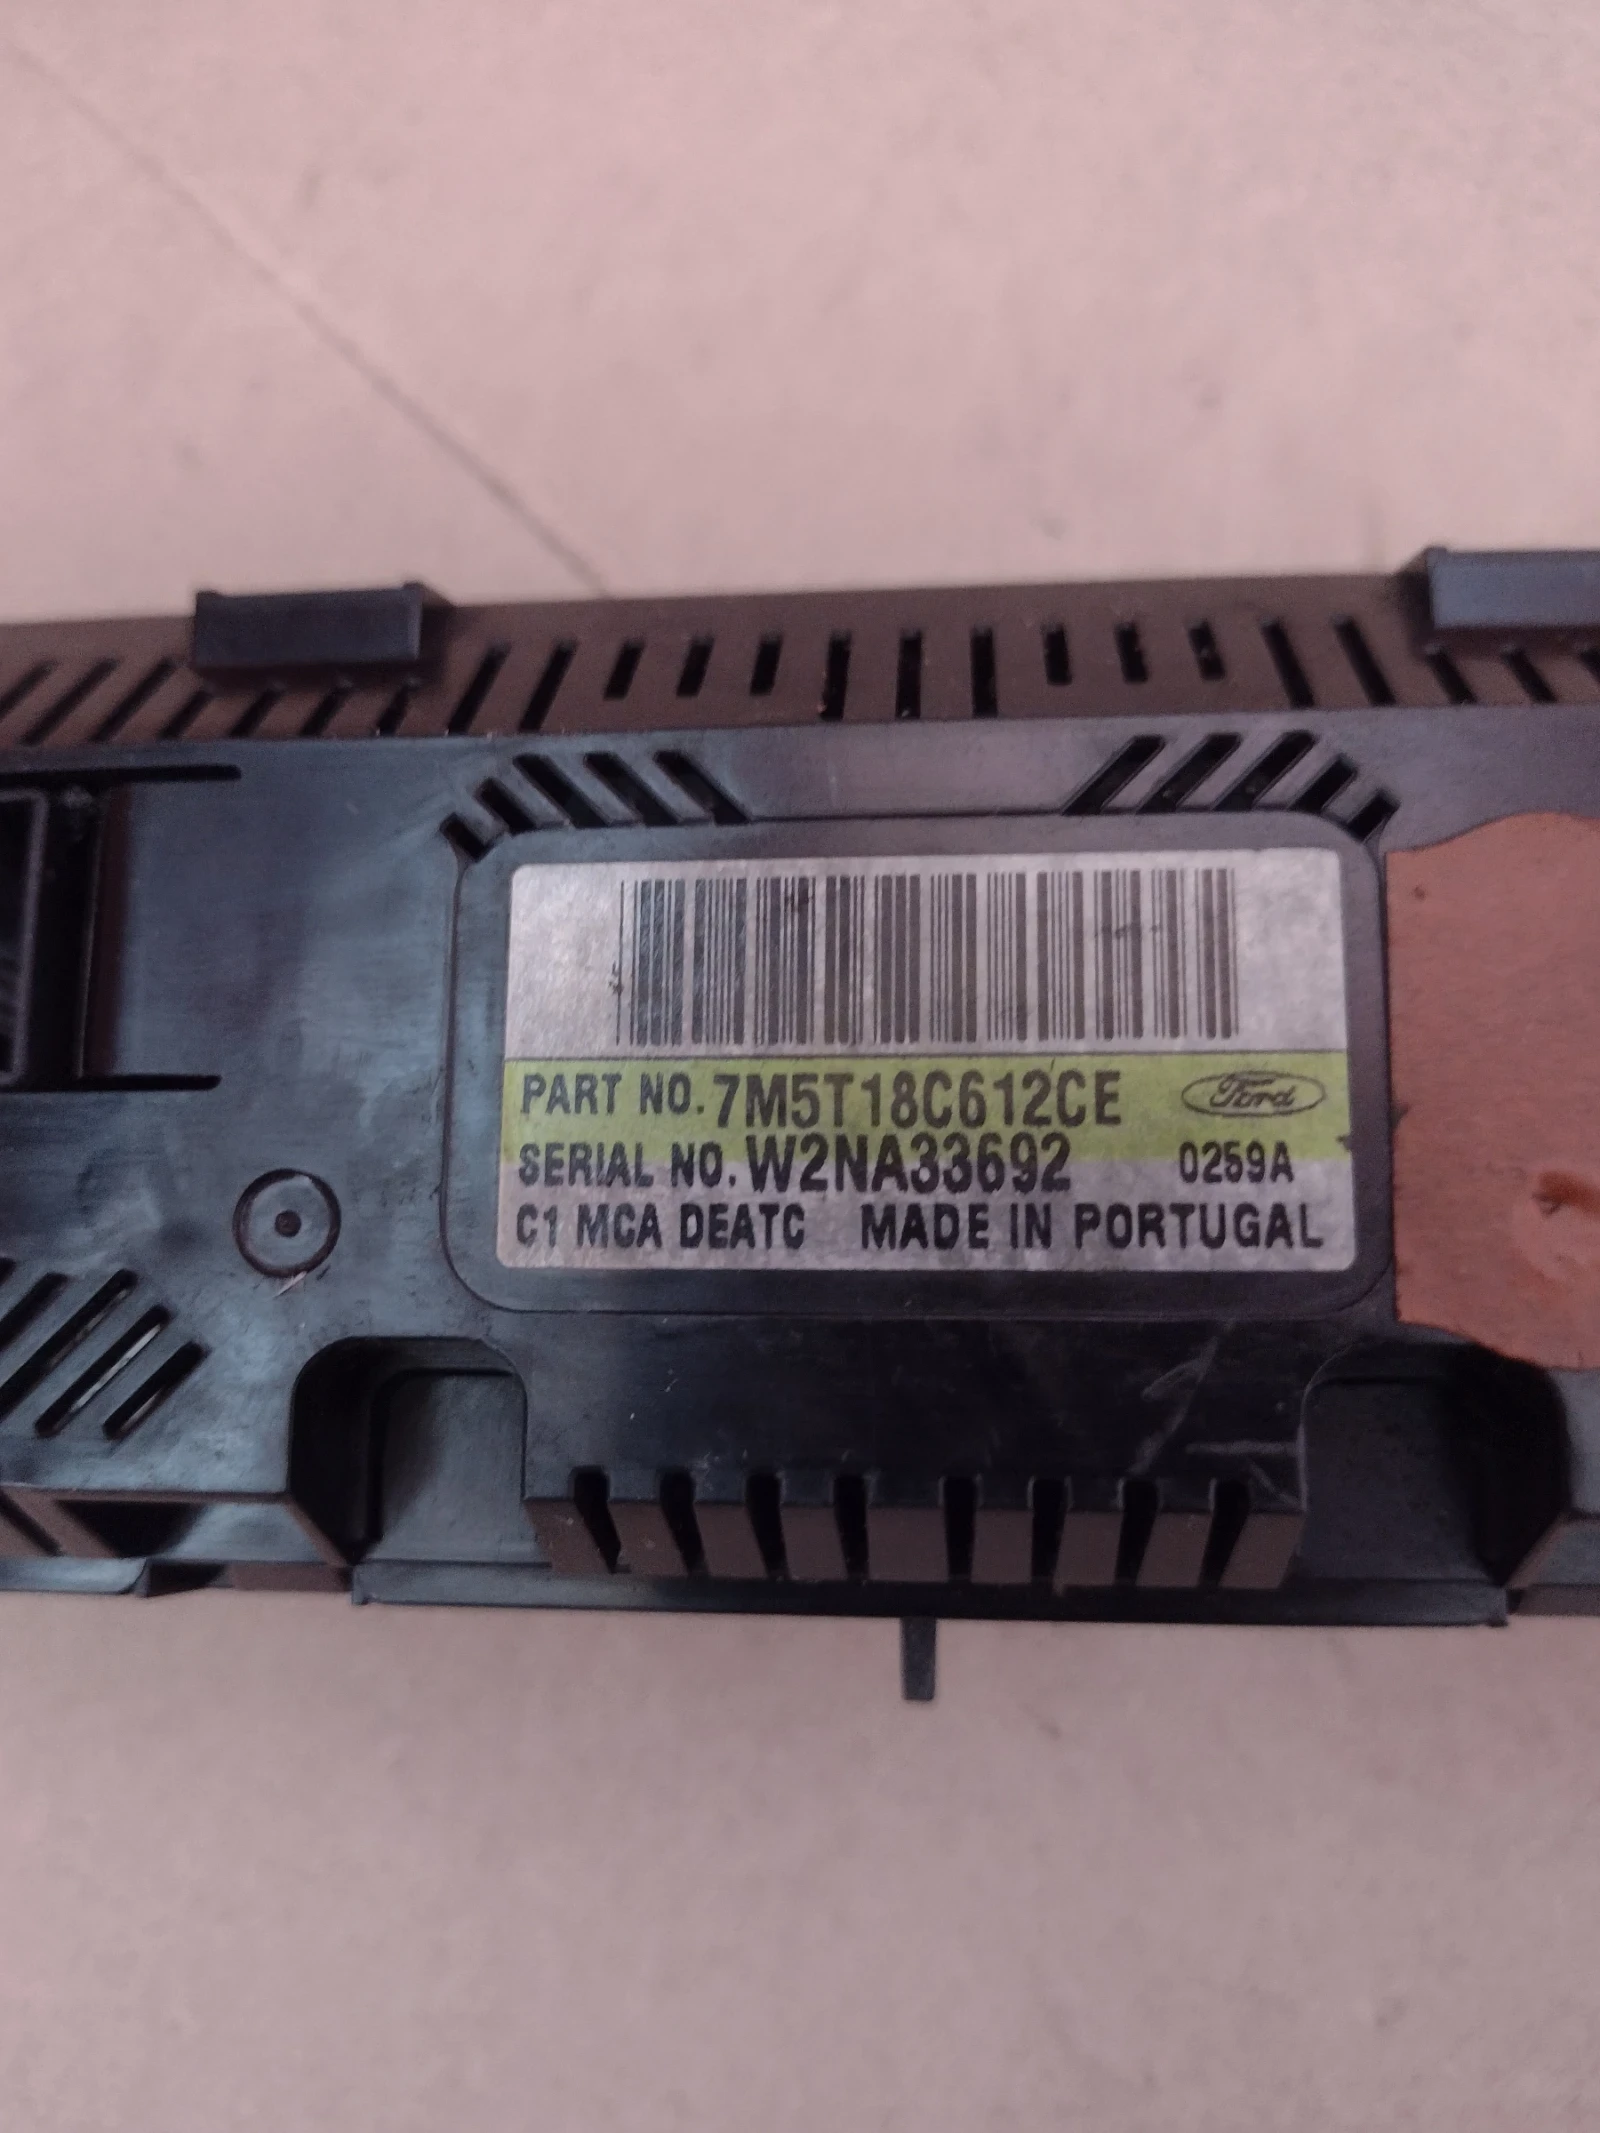 PART NO. 7M5T18C612CE Ford
SERIAL NO. W2NA33692 0259A
C1 MCA DEATC MADE IN PORTUGAL